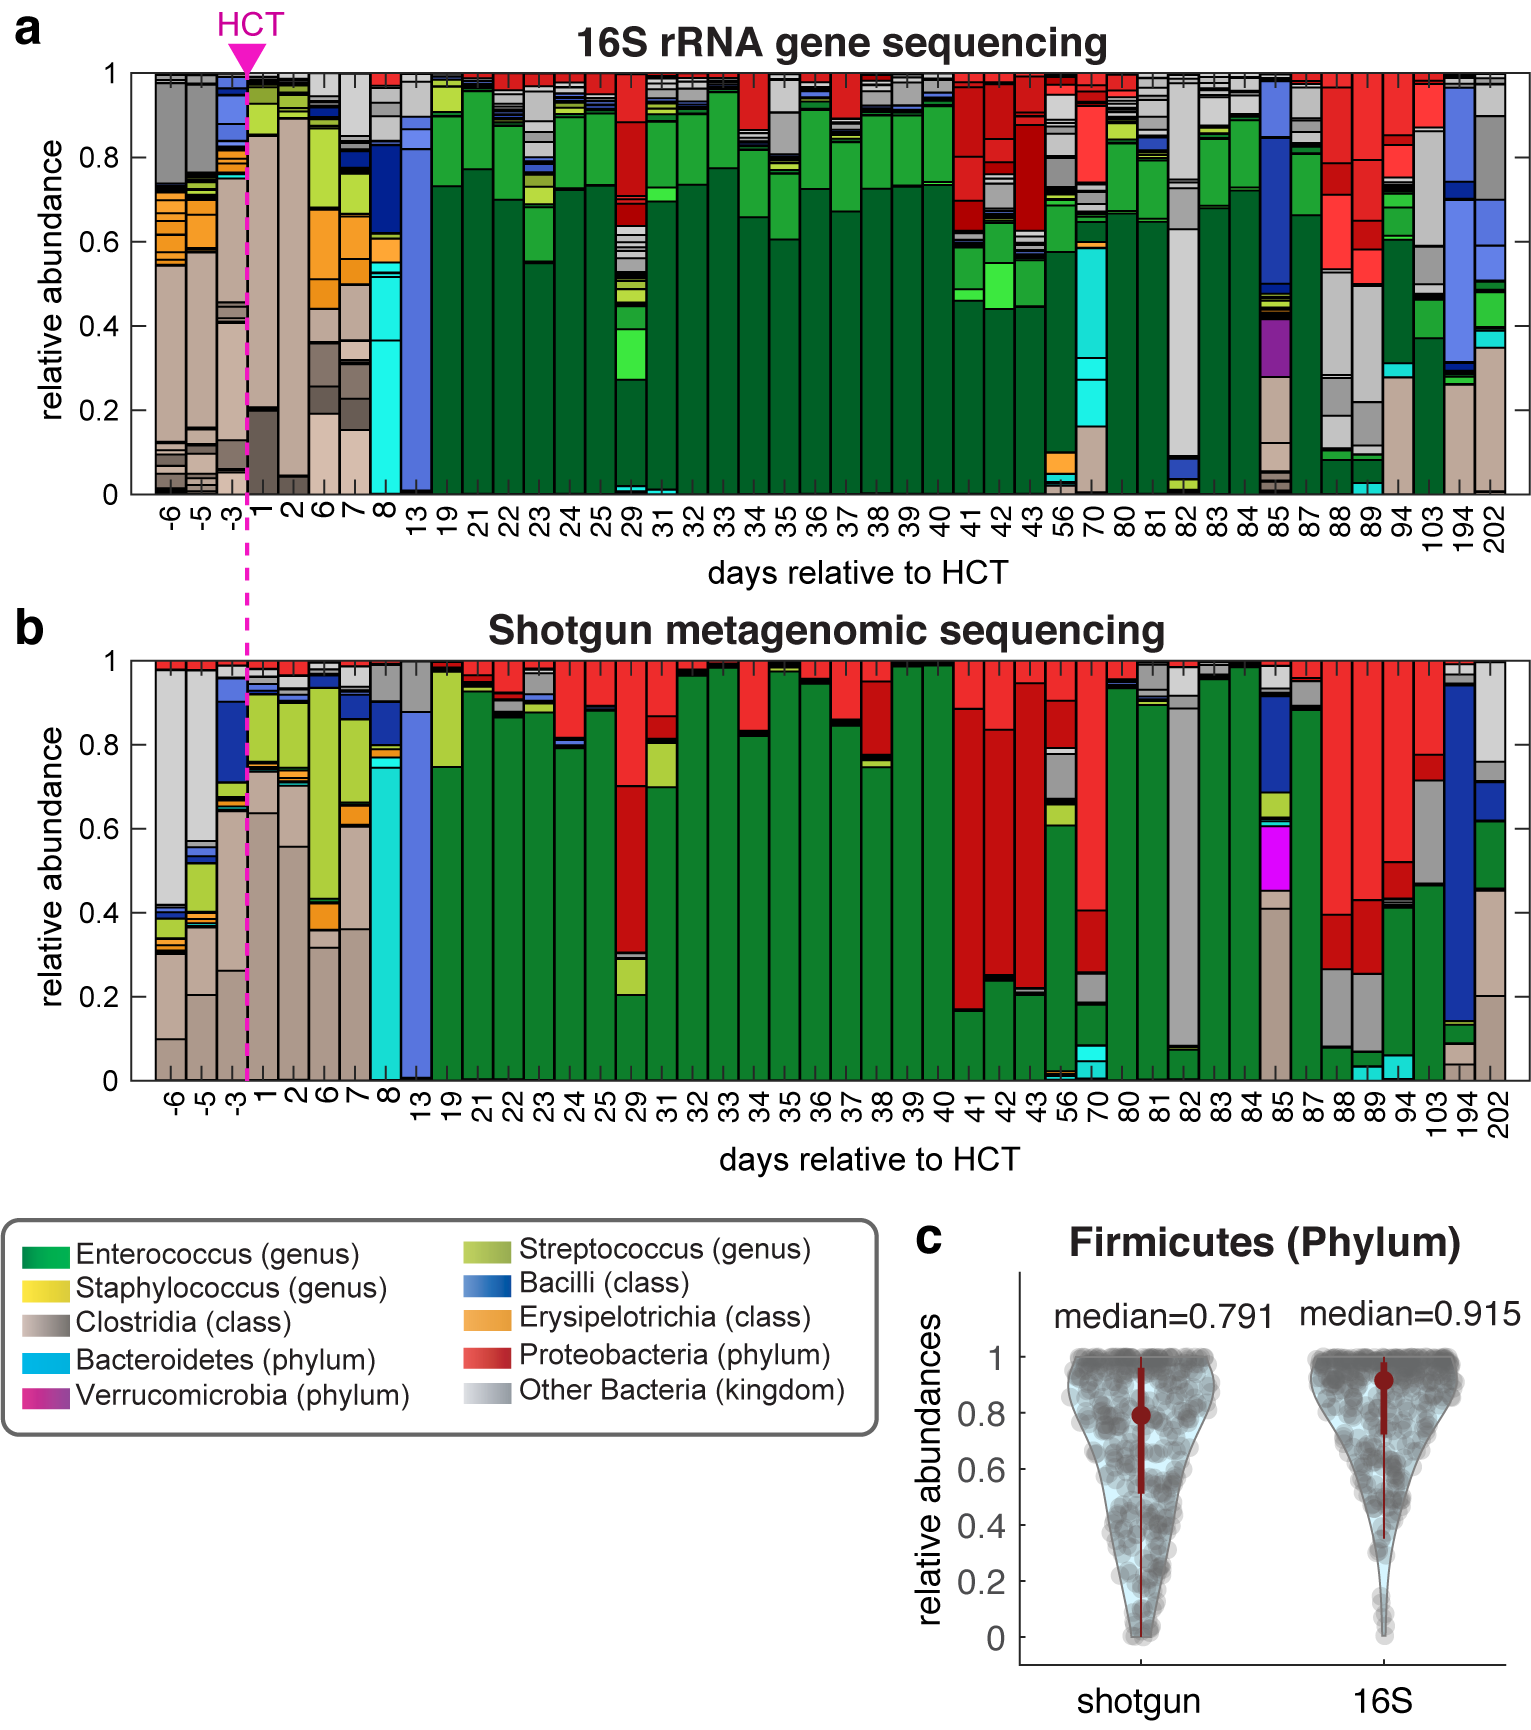 a
HCT
16S rRNA gene sequencing
relative abundance
1
0.8
0.6
0.4
0.2
0
-6 -5 -3 1 2 6 7 8 13 19 21 22 23 24 25 29 31 32 33 34 35 36 37 38 39 40 41 42 43 56 70 80 81 82 83 84 85 87 88 89 94 103 194 202
days relative to HCT
b
Shotgun metagenomic sequencing
relative abundance
1
0.8
0.6
0.4
0.2
0
-6 -5 -3 1 2 6 7 8 13 19 21 22 23 24 25 29 31 32 33 34 35 36 37 38 39 40 41 42 43 56 70 80 81 82 83 84 85 87 88 89 94 103 194 202
days relative to HCT
Enterococcus (genus)
Staphylococcus (genus)
Clostridia (class)
Bacteroidetes (phylum)
Verrucomicrobia (phylum)
Streptococcus (genus)
Bacilli (class)
Erysipelotrichia (class)
Proteobacteria (phylum)
Other Bacteria (kingdom)
c
Firmicutes (Phylum)
median=0.791 median=0.915
relative abundances
1
0.8
0.6
0.4
0.2
0
shotgun 16S